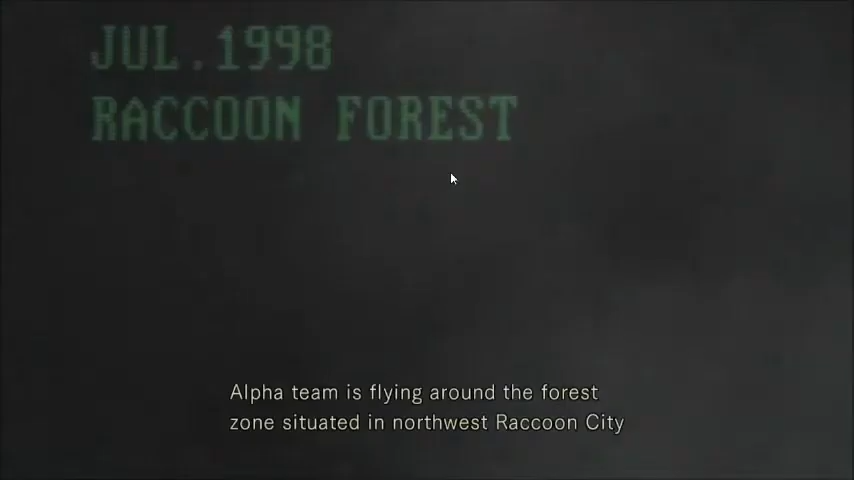 JUL.1998
RACCOON FOREST
Alpha team is flying around the forest
zone situated in northwest Raccoon City